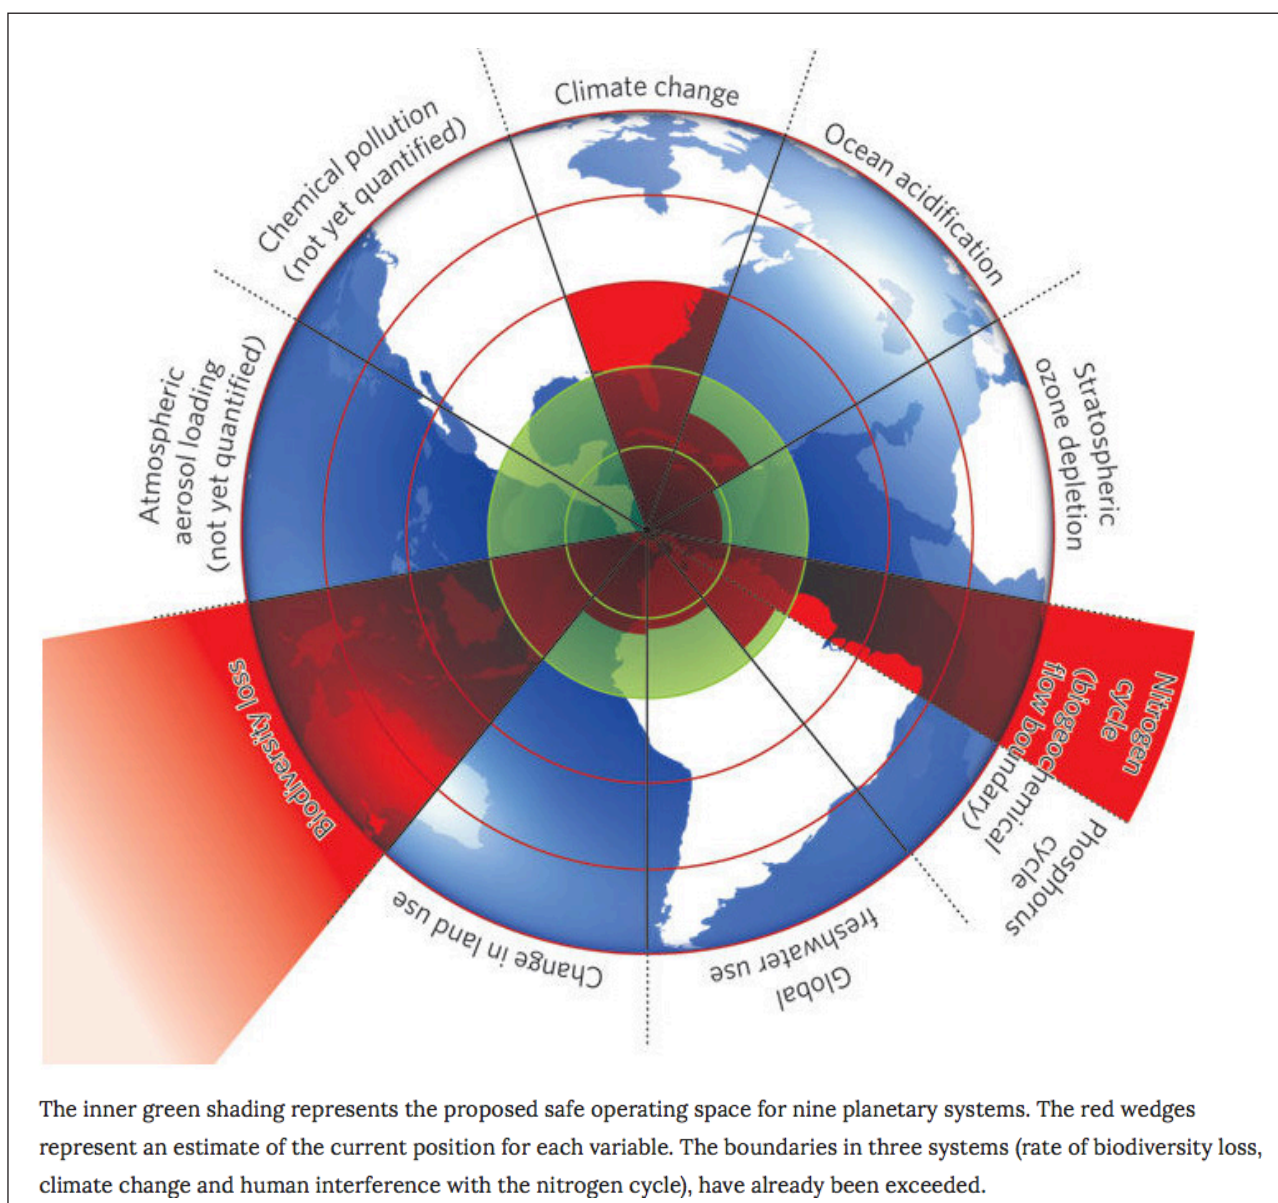 Climate change
Ocean acidification
Stratospheric
ozone depletion
Nitrogen
cycle
(biogeochemical
flow boundary)
Phosphorus
cycle
Global
freshwater use
Change in land use
Biodiversity loss
Atmospheric
aerosol loading
(not yet quantified)
Chemical pollution
(not yet quantified)
The inner green shading represents the proposed safe operating space for nine planetary systems. The red wedges
represent an estimate of the current position for each variable. The boundaries in three systems (rate of biodiversity loss,
climate change and human interference with the nitrogen cycle), have already been exceeded.